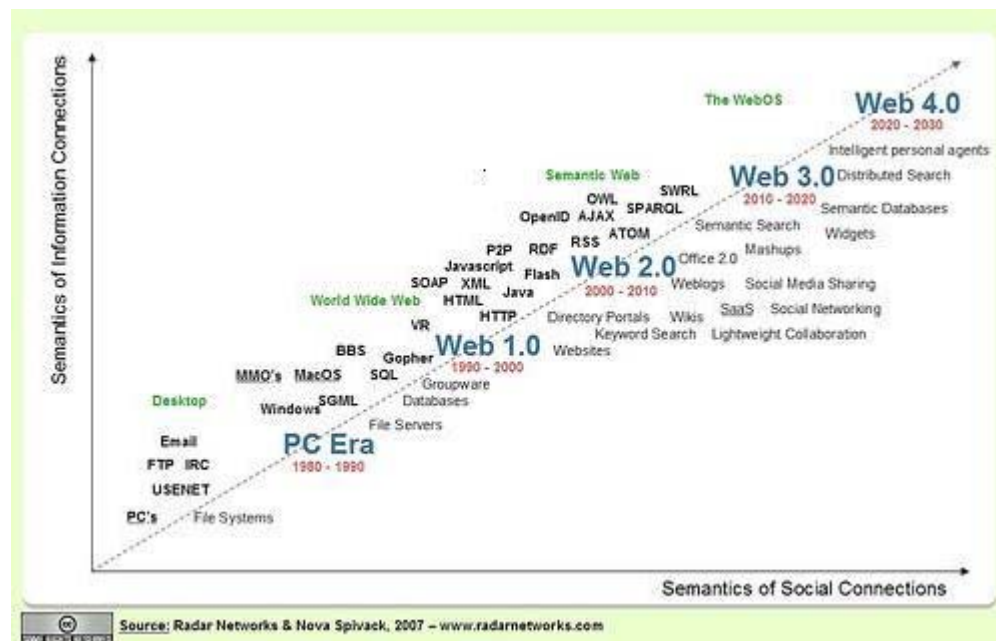 Semantics of Information Connections
The WebOS
Web 4.0
2020 - 2030
Intelligent personal agents
Semantic Web
Web 3.0
Distributed Search
2010 - 2020
SWRL
OWL
SPARQL
Semantic Databases
OpenID
AJAX
Semantic Search
Widgets
ATOM
P2P
RDF
RSS
Mashups
Office 2.0
Javascript
Flash
Web 2.0
SOAP
XML
2000 - 2010
Weblogs
Social Media Sharing
Java
World Wide Web
HTML
SaaS
Social Networking
HTTP
Directory Portals
Wikis
VR
Keyword Search
Lightweight Collaboration
BBS
Gopher
Web 1.0
Websites
1990 - 2000
MMO's
MacOS
SQL
Groupware
Desktop
SGML
Databases
Windows
File Servers
Email
PC Era
FTP
IRC
1980 - 1990
USENET
PC's
File Systems
Semantics of Social Connections
cc
Source: Radar Networks & Nova Spivack, 2007 – www.radarnetworks.com